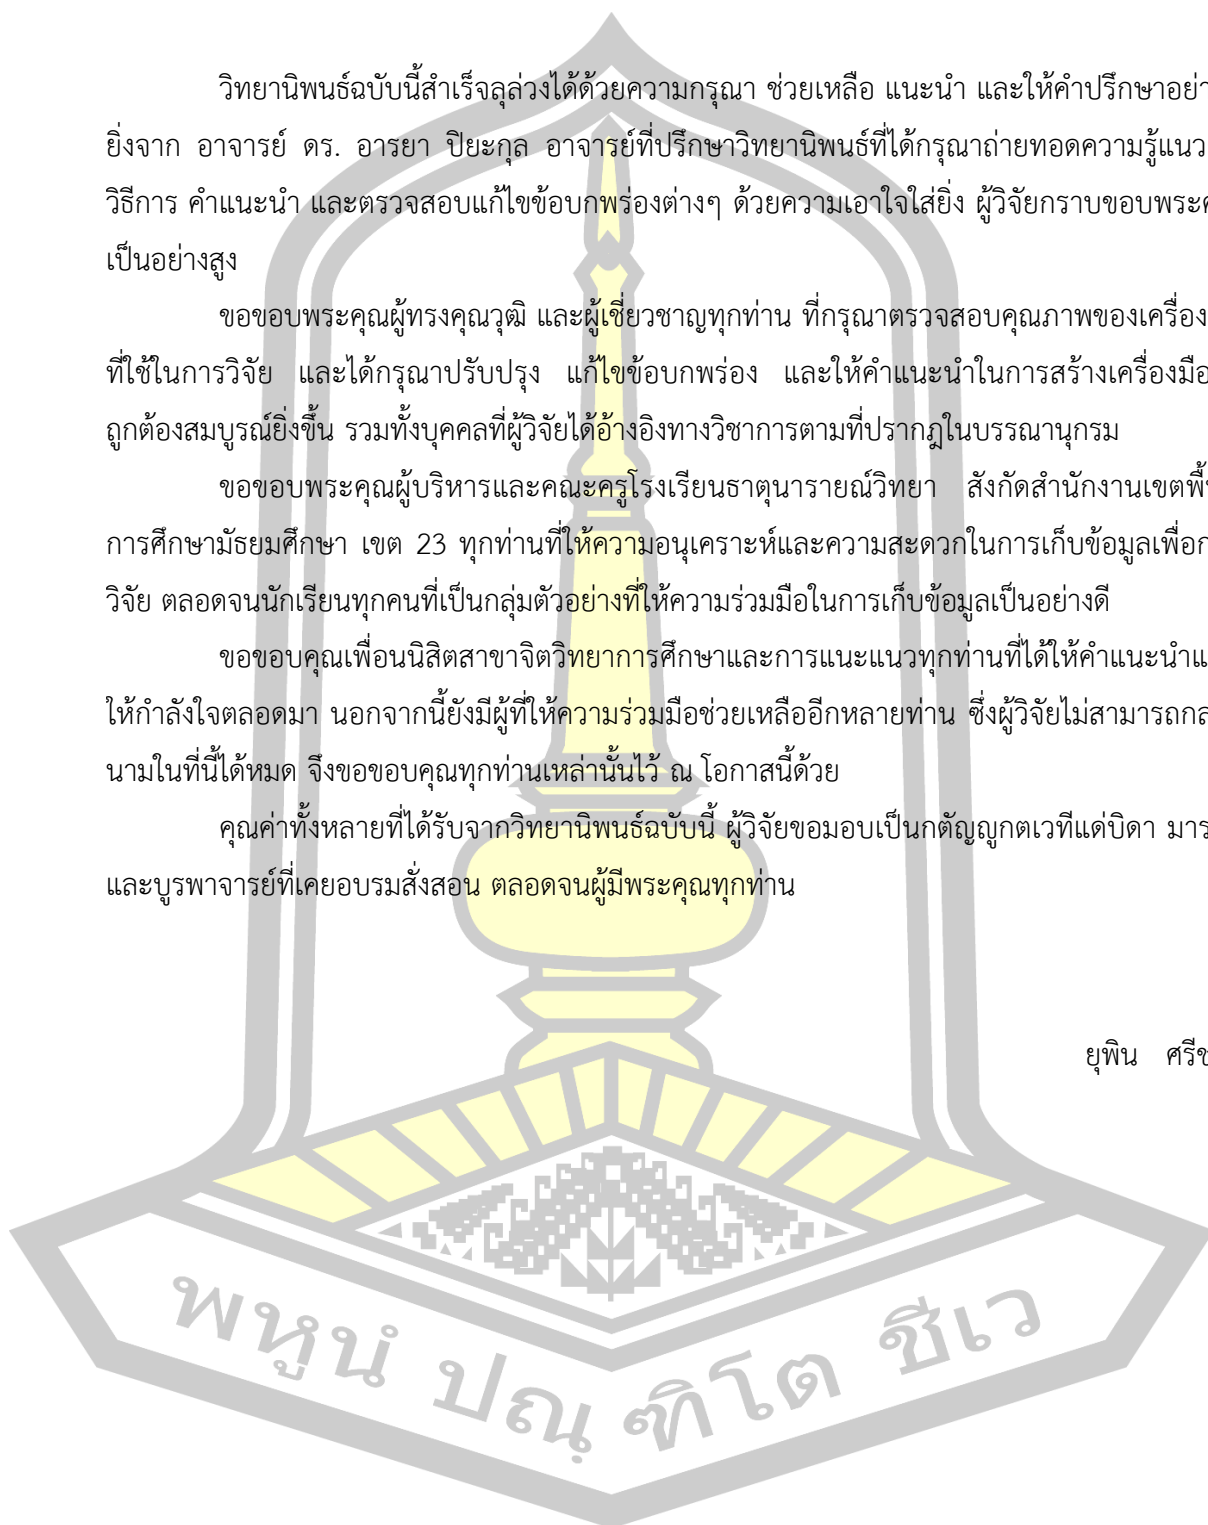 วิทยานิพนธ์ฉบับนี้สำเร็จลุล่วงได้ด้วยความกรุณา ช่วยเหลือ แนะนำ และให้คำปรึกษาอย่า
ยิ่งจาก อาจารย์ ดร. อารยา ปิยะกุล อาจารย์ที่ปรึกษาวิทยานิพนธ์ที่ได้กรุณาถ่ายทอดความรู้แนว
วิธีการ คำแนะนำ และตรวจสอบแก้ไขข้อบกพร่องต่างๆ ด้วยความเอาใจใส่ยิ่ง ผู้วิจัยกราบขอบพระค
เป็นอย่างสูง
ขอขอบพระคุณผู้ทรงคุณวุฒิ และผู้เชี่ยวชาญทุกท่าน ที่กรุณาตรวจสอบคุณภาพของเครื่อง
ที่ใช้ในการวิจัย และได้กรุณาปรับปรุง แก้ไขข้อบกพร่อง และให้คำแนะนำในการสร้างเครื่องมือ
ถูกต้องสมบูรณ์ยิ่งขึ้น รวมทั้งบุคคลที่ผู้วิจัยได้อ้างอิงทางวิชาการตามที่ปรากฏในบรรณานุกรม
ขอขอบพระคุณผู้บริหารและคณะครูโรงเรียนธาตุนารายณ์วิทยา สังกัดสำนักงานเขตพื้
การศึกษามัธยมศึกษา เขต 23 ทุกท่านที่ให้ความอนุเคราะห์และความสะดวกในการเก็บข้อมูลเพื่อก
วิจัย ตลอดจนนักเรียนทุกคนที่เป็นกลุ่มตัวอย่างที่ให้ความร่วมมือในการเก็บข้อมูลเป็นอย่างดี
ขอขอบคุณเพื่อนนิสิตสาขาจิตวิทยาการศึกษาและการแนะแนวทุกท่านที่ได้ให้คำแนะนำแ
ให้กำลังใจตลอดมา นอกจากนี้ยังมีผู้ที่ให้ความร่วมมือช่วยเหลืออีกหลายท่าน ซึ่งผู้วิจัยไม่สามารถกล
นามในที่นี้ได้หมด จึงขอขอบคุณทุกท่านเหล่านั้นไว้ ณ โอกาสนี้ด้วย
คุณค่าทั้งหลายที่ได้รับจากวิทยานิพนธ์ฉบับนี้ ผู้วิจัยขอมอบเป็นกตัญญูกตเวทีแด่บิดา มาร
และบูรพาจารย์ที่เคยอบรมสั่งสอน ตลอดจนผู้มีพระคุณทุกท่าน
ยุพิน ศรีช
พหูนํ ปณฺฑิโต ชีเว